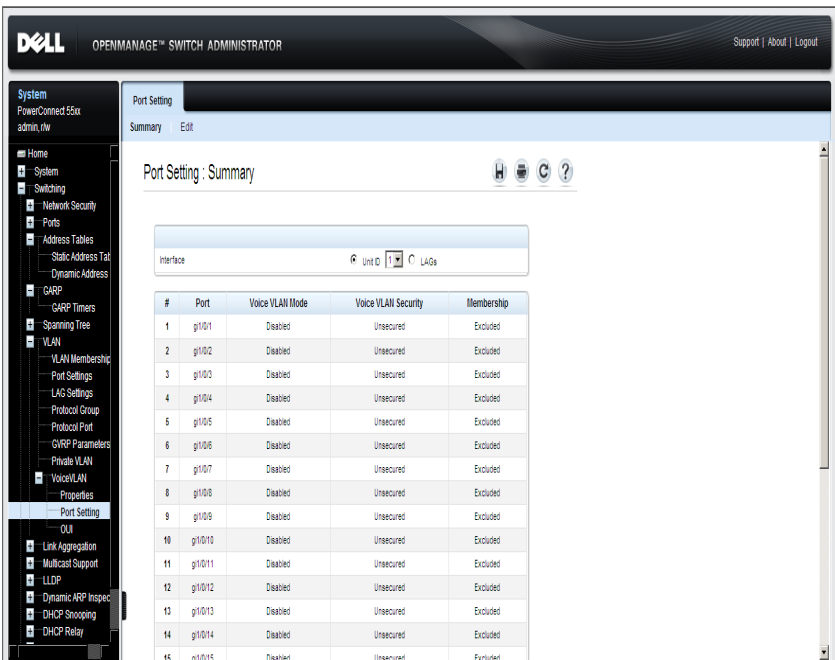 DELL
OPENMANAGE™ SWITCH ADMINISTRATOR
Support | About | Logout
System
PowerConnect 55xx
admin, r/w
Home
System
Switching
Network Security
Ports
Address Tables
Static Address Tab
Dynamic Address
GARP
GARP Timers
Spanning Tree
VLAN
VLAN Membership
Port Settings
LAG Settings
Protocol Group
Protocol Port
GVRP Parameters
Private VLAN
VoiceVLAN
Properties
Port Setting
OUI
Link Aggregation
Multicast Support
LLDP
Dynamic ARP Inspec
DHCP Snooping
DHCP Relay
Port Setting
Summary Edit
Port Setting : Summary
Interface Unit ID 1 LAGs
# Port Voice VLAN Mode Voice VLAN Security Membership
1 gi1/0/1 Disabled Unsecured Excluded
2 gi1/0/2 Disabled Unsecured Excluded
3 gi1/0/3 Disabled Unsecured Excluded
4 gi1/0/4 Disabled Unsecured Excluded
5 gi1/0/5 Disabled Unsecured Excluded
6 gi1/0/6 Disabled Unsecured Excluded
7 gi1/0/7 Disabled Unsecured Excluded
8 gi1/0/8 Disabled Unsecured Excluded
9 gi1/0/9 Disabled Unsecured Excluded
10 gi1/0/10 Disabled Unsecured Excluded
11 gi1/0/11 Disabled Unsecured Excluded
12 gi1/0/12 Disabled Unsecured Excluded
13 gi1/0/13 Disabled Unsecured Excluded
14 gi1/0/14 Disabled Unsecured Excluded
15 gi1/0/15 Disabled Unsecured Excluded